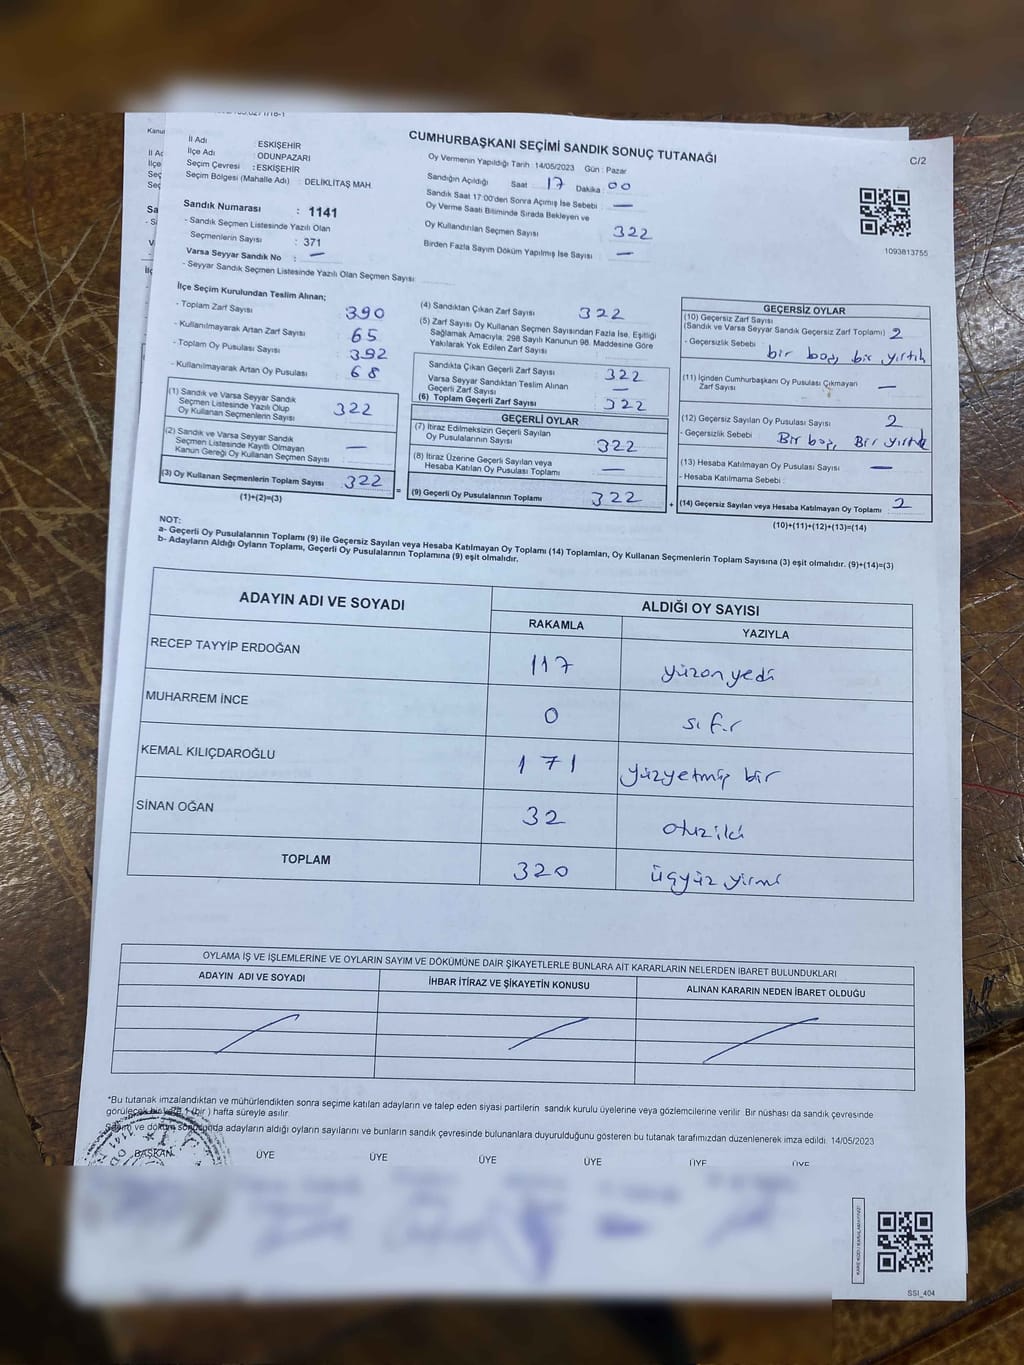 CUMHURBAŞKANI SEÇİMİ SANDIK SONUÇ TUTANAĞI
C/2
İl Adı : ESKİŞEHİR
İlçe Adı : ODUNPAZARI
Seçim Çevresi : ESKİŞEHİR
Seçim Bölgesi (Mahalle Adı) : DELİKLİTAŞ MAH.
Sandık Numarası : 1141
- Sandık Seçmen Listesinde Yazılı Olan
Seçmenlerin Sayısı : 371
Varsa Seyyar Sandık No : —
- Seyyar Sandık Seçmen Listesinde Yazılı Olan Seçmen Sayısı
Oy Vermenin Yapıldığı Tarih : 14/05/2023 Gün : Pazar
Sandığın Açıldığı Saat 17 Dakika 00
Sandık Saat 17:00'den Sonra Açımış İse Sebebi —
Oy Verme Saati Bitiminde Sırada Bekleyen ve
Oy Kullandırılan Seçmen Sayısı 322
Birden Fazla Sayım Döküm Yapılmış İse Sayısı —
1093813755
İlçe Seçim Kurulundan Teslim Alınan;
- Toplam Zarf Sayısı 390
- Kullanılmayarak Artan Zarf Sayısı 65
- Toplam Oy Pusulası Sayısı 392
- Kullanılmayarak Artan Oy Pusulası 68
(1) Sandık ve Varsa Seyyar Sandık
Seçmen Listesinde Yazılı Olup
Oy Kullanan Seçmenlerin Sayısı 322
(2) Sandık ve Varsa Seyyar Sandık
Seçmen Listesinde Kayıtlı Olmayan
Kanun Gereği Oy Kullanan Seçmen Sayısı —
(3) Oy Kullanan Seçmenlerin Toplam Sayısı 322
(1)+(2)=(3)
=
(4) Sandıktan Çıkan Zarf Sayısı 322
(5) Zarf Sayısı Oy Kullanan Seçmen Sayısından Fazla İse, Eşitliği
Sağlamak Amacıyla; 298 Sayılı Kanunun 98. Maddesine Göre
Yakılarak Yok Edilen Zarf Sayısı
Sandıkta Çıkan Geçerli Zarf Sayısı 322
Varsa Seyyar Sandıktan Teslim Alınan
Geçerli Zarf Sayısı —
(6) Toplam Geçerli Zarf Sayısı 322
GEÇERLİ OYLAR
(7) İtiraz Edilmeksizin Geçerli Sayılan
Oy Pusulalarının Sayısı 322
(8) İtiraz Üzerine Geçerli Sayılan veya
Hesaba Katılan Oy Pusulası Toplamı —
(9) Geçerli Oy Pusulalarının Toplamı 322
+
GEÇERSİZ OYLAR
(10) Geçersiz Zarf Sayısı
(Sandık ve Varsa Seyyar Sandık Geçersiz Zarf Toplamı) 2
- Geçersizlik Sebebi : bir boş, bir yırtık
(11) İçinden Cumhurbaşkanı Oy Pusulası Çıkmayan
Zarf Sayısı —
(12) Geçersiz Sayılan Oy Pusulası Sayısı 2
- Geçersizlik Sebebi : Bir boş, Bir yırtık
(13) Hesaba Katılmayan Oy Pusulası Sayısı —
- Hesaba Katılmama Sebebi :
(14) Geçersiz Sayılan veya Hesaba Katılmayan Oy Toplamı 2
(10)+(11)+(12)+(13)=(14)
NOT:
a- Geçerli Oy Pusulalarının Toplamı (9) ile Geçersiz Sayılan veya Hesaba Katılmayan Oy Toplamı (14) Toplamları, Oy Kullanan Seçmenlerin Toplam Sayısına (3) eşit olmalıdır. (9)+(14)=(3)
b- Adayların Aldığı Oyların Toplamı, Geçerli Oy Pusulalarının Toplamına (9) eşit olmalıdır.
ADAYIN ADI VE SOYADI
ALDIĞI OY SAYISI
RAKAMLA YAZIYLA
RECEP TAYYİP ERDOĞAN 117 yüzonyedi
MUHARREM İNCE 0 sıfır
KEMAL KILIÇDAROĞLU 171 yüzyetmiş bir
SİNAN OĞAN 32 otuziki
TOPLAM 320 üçyüz yirmi
OYLAMA İŞ VE İŞLEMLERİNE VE OYLARIN SAYIM VE DÖKÜMÜNE DAİR ŞİKAYETLERLE BUNLARA AİT KARARLARIN NELERDEN İBARET BULUNDUKLARI
ADAYIN ADI VE SOYADI İHBAR İTİRAZ VE ŞİKAYETİN KONUSU ALINAN KARARIN NEDEN İBARET OLDUĞU
*Bu tutanak imzalandıktan ve mühürlendikten sonra seçime katılan adayların ve talep eden siyasi partilerin sandık kurulu üyelerine veya gözlemcilerine verilir. Bir nüshası da sandık çevresinde
görülecek bir 1 (bir ) hafta süreyle asılır.
Sayım ve döküm sonucunda adayların aldığı oyların sayılarını ve bunların sandık çevresinde bulunanlara duyurulduğunu gösteren bu tutanak tarafımızdan düzenlenerek imza edildi. 14/05/2023
BAŞKAN ÜYE ÜYE ÜYE ÜYE ÜYE ÜYE
SSI_404